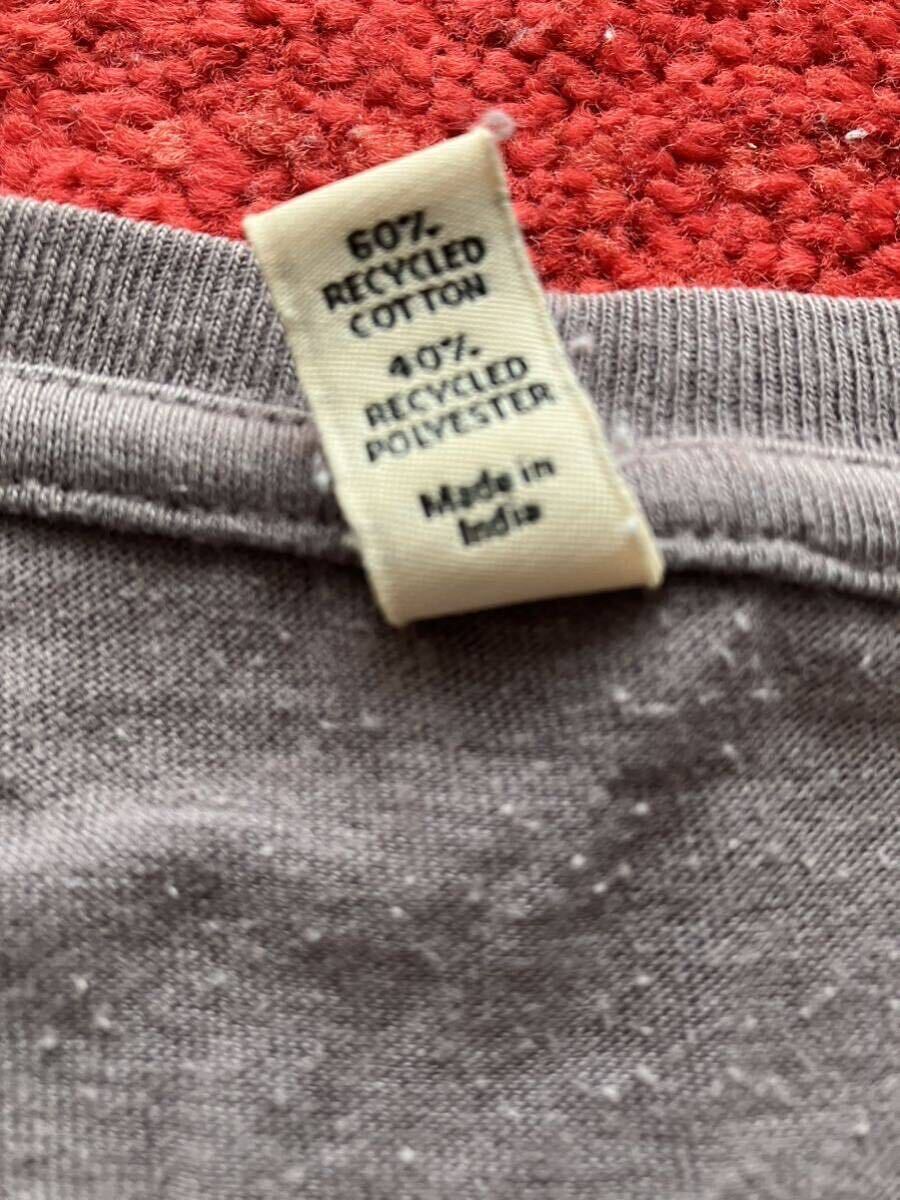 60%
RECYCLED
COTTON
40%
RECYCLED
POLYESTER
Made in
India